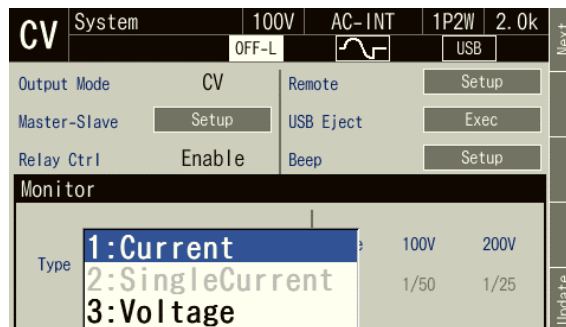 CV System 100V AC-INT 1P2W 2.0k
OFF-L USB
Next
Output Mode CV Remote Setup
Master-Slave Setup USB Eject Exec
Relay Ctrl Enable Beep Setup
Monitor
Type 100V 200V
1:Current
2:SingleCurrent 1/50 1/25
3:Voltage
Update